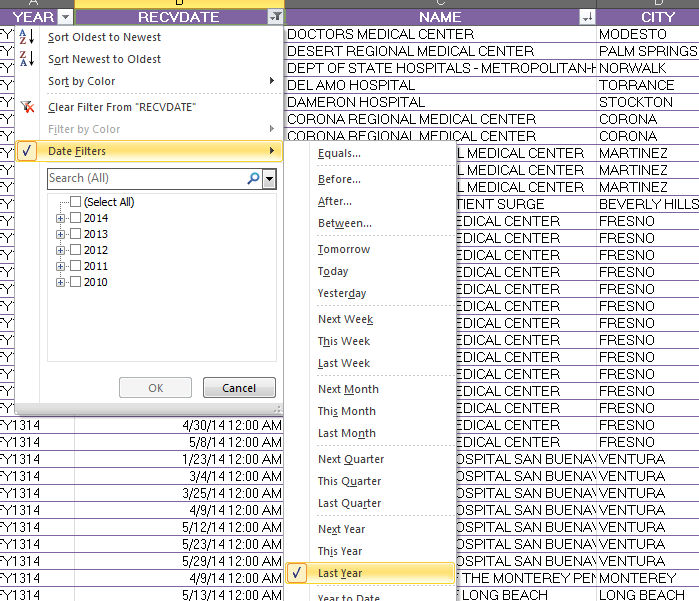 A B C D
YEAR RECVDATE NAME CITY
Sort Oldest to Newest
Sort Newest to Oldest
Sort by Color
Clear Filter From "RECVDATE"
Filter by Color
Date Filters
Search (All)
(Select All)
2014
2013
2012
2011
2010
OK Cancel
Equals...
Before...
After...
Between...
Tomorrow
Today
Yesterday
Next Week
This Week
Last Week
Next Month
This Month
Last Month
Next Quarter
This Quarter
Last Quarter
Next Year
This Year
Last Year
Year to Date
DOCTORS MEDICAL CENTER MODESTO
DESERT REGIONAL MEDICAL CENTER PALM SPRINGS
DEPT OF STATE HOSPITALS - METROPOLITAN- NORWALK
DEL AMO HOSPITAL TORRANCE
DAMERON HOSPITAL STOCKTON
CORONA REGIONAL MEDICAL CENTER CORONA
CORONA REGIONAL MEDICAL CENTER CORONA
L MEDICAL CENTER MARTINEZ
L MEDICAL CENTER MARTINEZ
L MEDICAL CENTER MARTINEZ
TIENT SURGE BEVERLY HILLS
EDICAL CENTER FRESNO
EDICAL CENTER FRESNO
EDICAL CENTER FRESNO
EDICAL CENTER FRESNO
EDICAL CENTER FRESNO
EDICAL CENTER FRESNO
EDICAL CENTER FRESNO
EDICAL CENTER FRESNO
EDICAL CENTER FRESNO
EDICAL CENTER FRESNO
EDICAL CENTER FRESNO
EDICAL CENTER FRESNO
FY1314 4/30/14 12:00 AM EDICAL CENTER FRESNO
FY1314 5/8/14 12:00 AM EDICAL CENTER FRESNO
FY1314 1/23/14 12:00 AM OSPITAL SAN BUENAV VENTURA
FY1314 3/4/14 12:00 AM OSPITAL SAN BUENAV VENTURA
FY1314 3/25/14 12:00 AM OSPITAL SAN BUENAV VENTURA
FY1314 4/9/14 12:00 AM OSPITAL SAN BUENAV VENTURA
FY1314 5/12/14 12:00 AM OSPITAL SAN BUENAV VENTURA
FY1314 5/23/14 12:00 AM OSPITAL SAN BUENAV VENTURA
FY1314 5/29/14 12:00 AM OSPITAL SAN BUENAV VENTURA
FY1314 4/9/14 12:00 AM F THE MONTEREY PEN MONTEREY
FY1314 5/13/14 12:00 AM LONG BEACH LONG BEACH